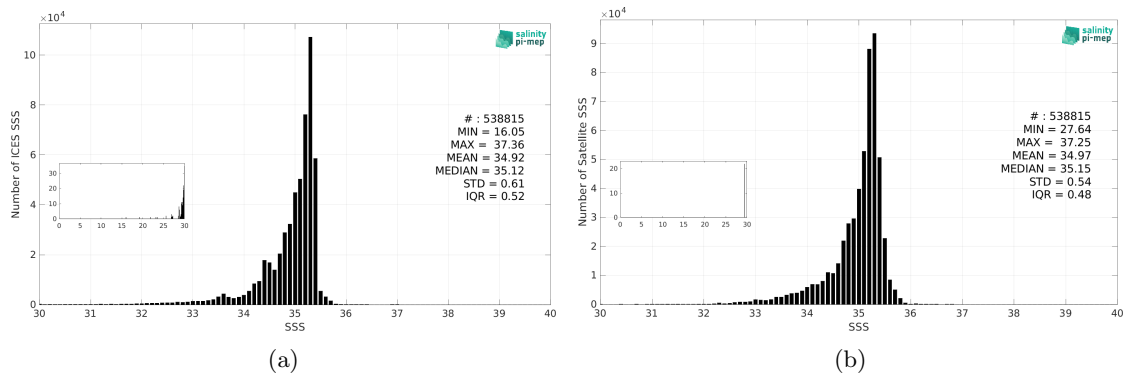 ×10⁴
salinity
pi-mep
10
8
6
4
2
0
Number of ICES SSS
# : 538815
MIN = 16.05
MAX = 37.36
MEAN = 34.92
MEDIAN = 35.12
STD = 0.61
IQR = 0.52
30
20
10
0
0 5 10 15 20 25 30
30 31 32 33 34 35 36 37 38 39 40
SSS
(a)
×10⁴
salinity
pi-mep
9
8
7
6
5
4
3
2
1
0
Number of Satellite SSS
# : 538815
MIN = 27.64
MAX = 37.25
MEAN = 34.97
MEDIAN = 35.15
STD = 0.54
IQR = 0.48
20
10
0
0 5 10 15 20 25 30
30 31 32 33 34 35 36 37 38 39 40
SSS
(b)